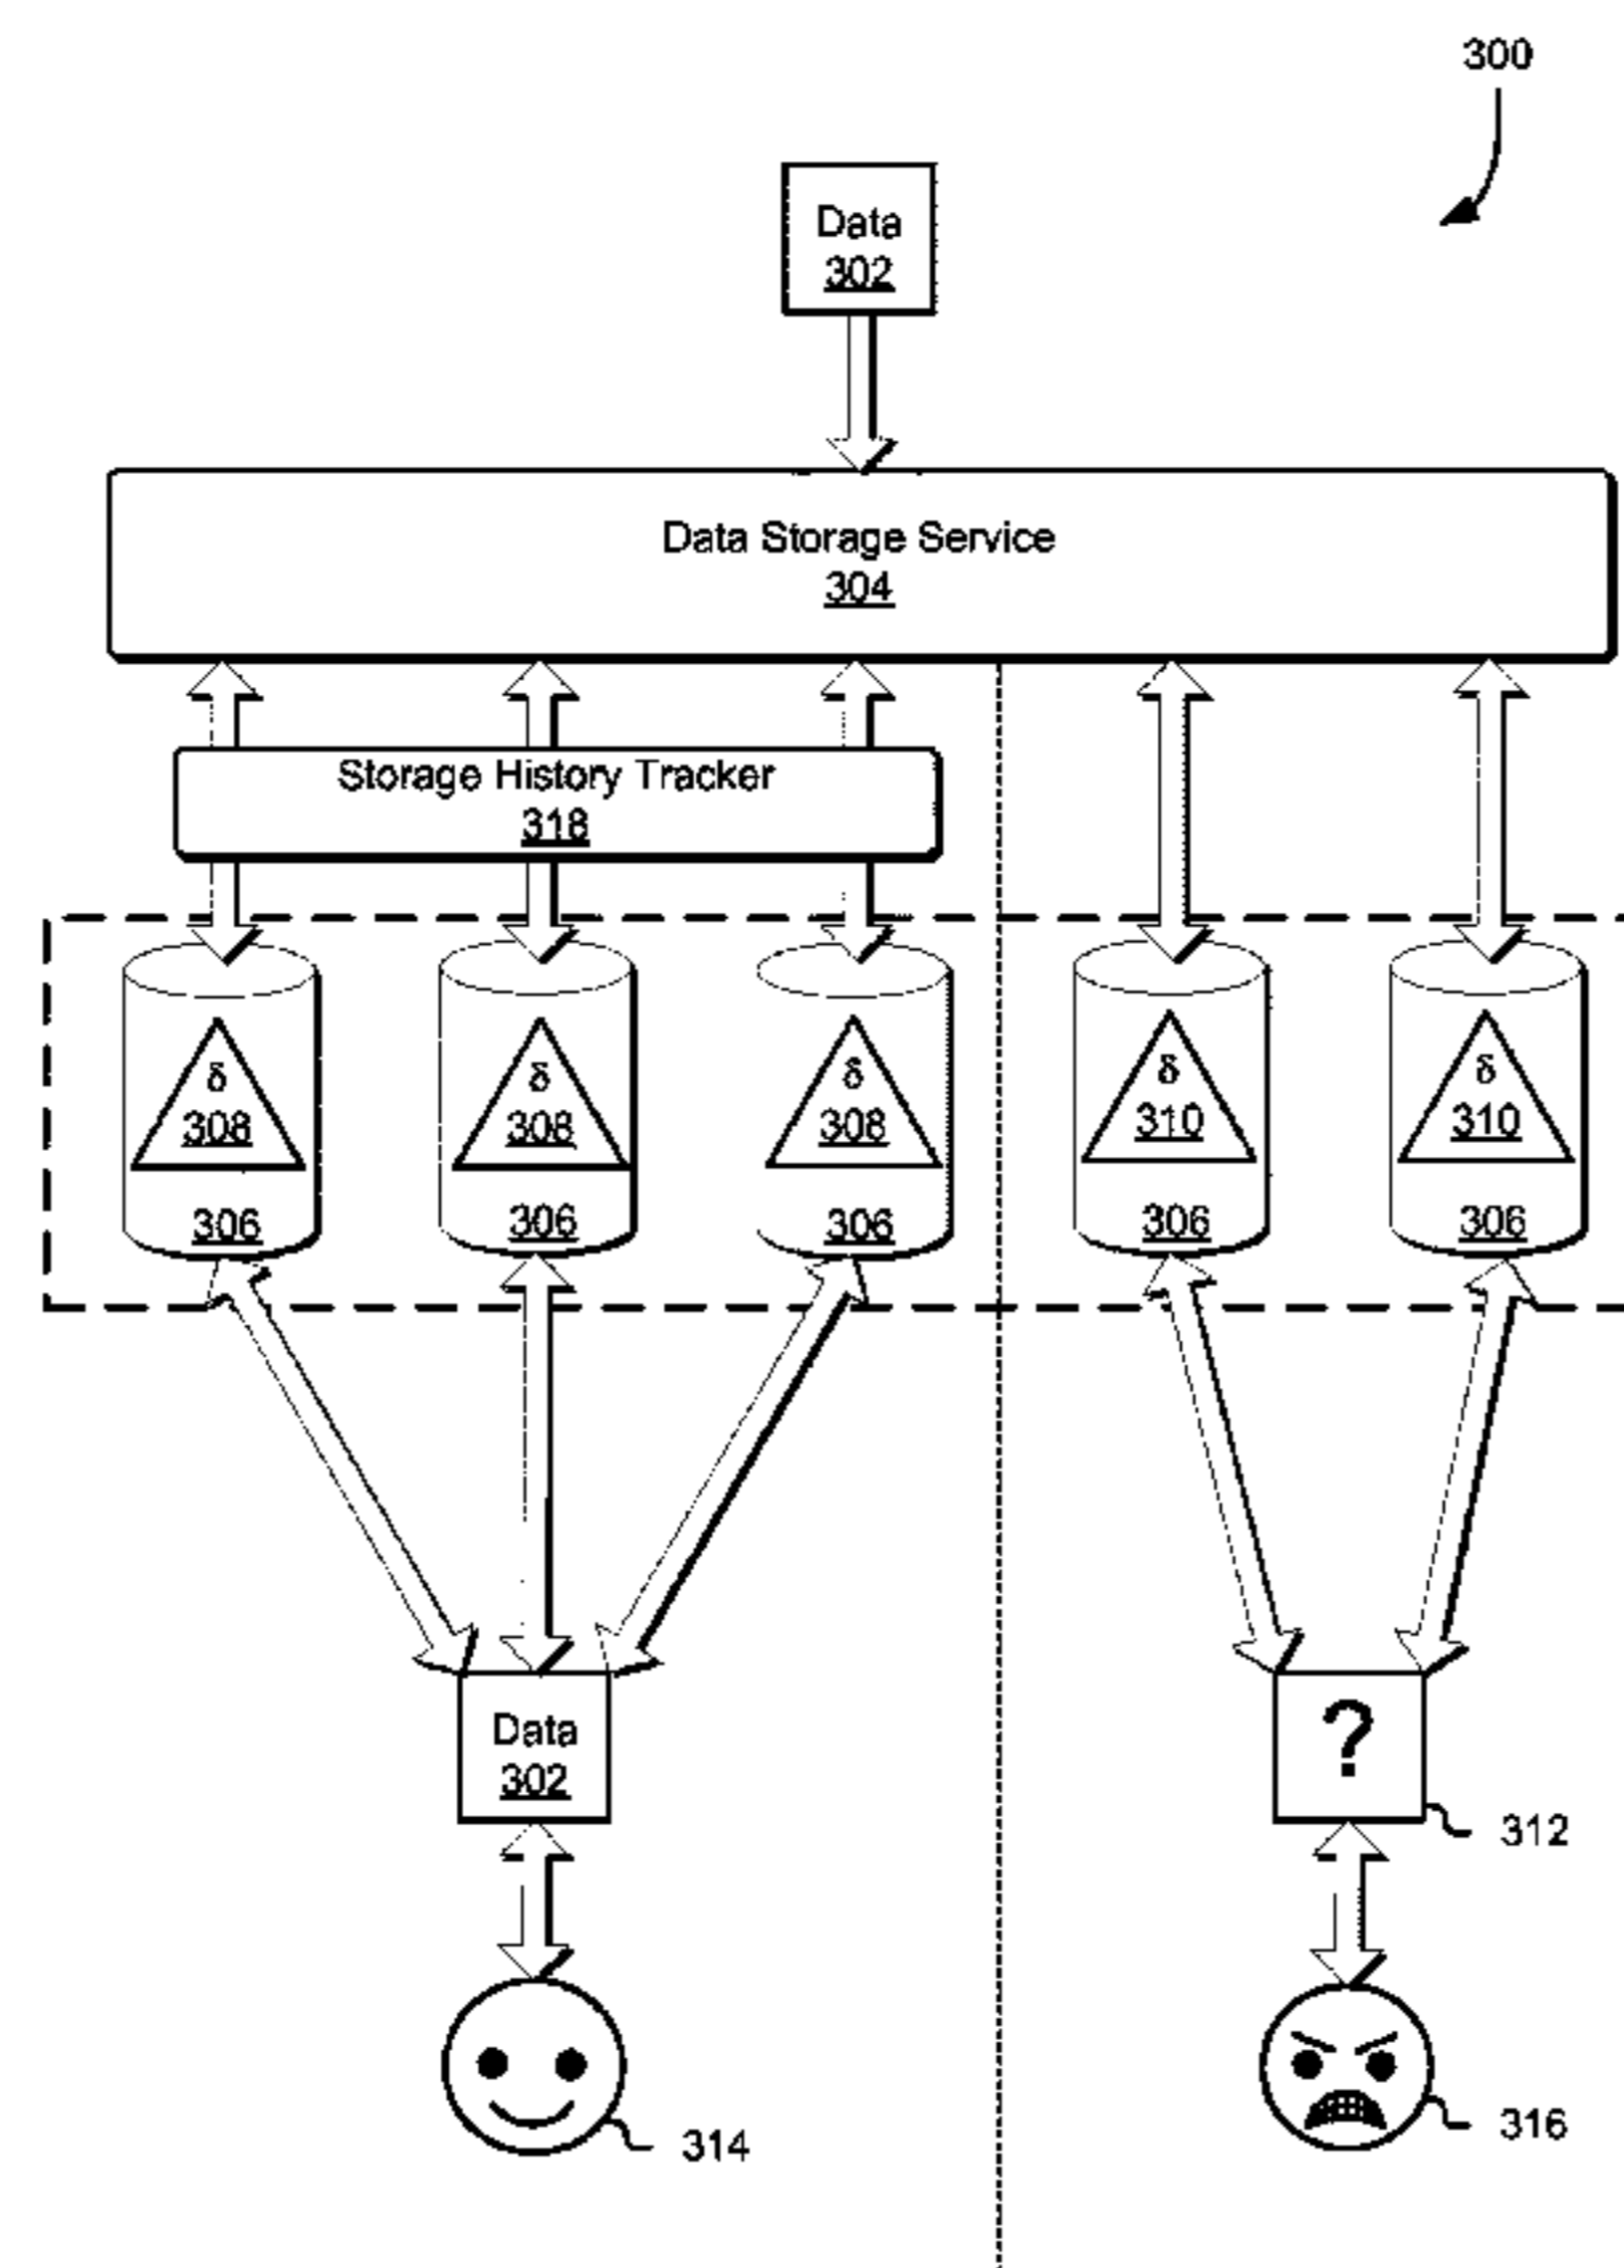 300
Data
302
Data Storage Service
304
Storage History Tracker
318
δ δ δ δ δ
308 308 308 310 310
306 306 306 306 306
Data
302
?
312
314
316